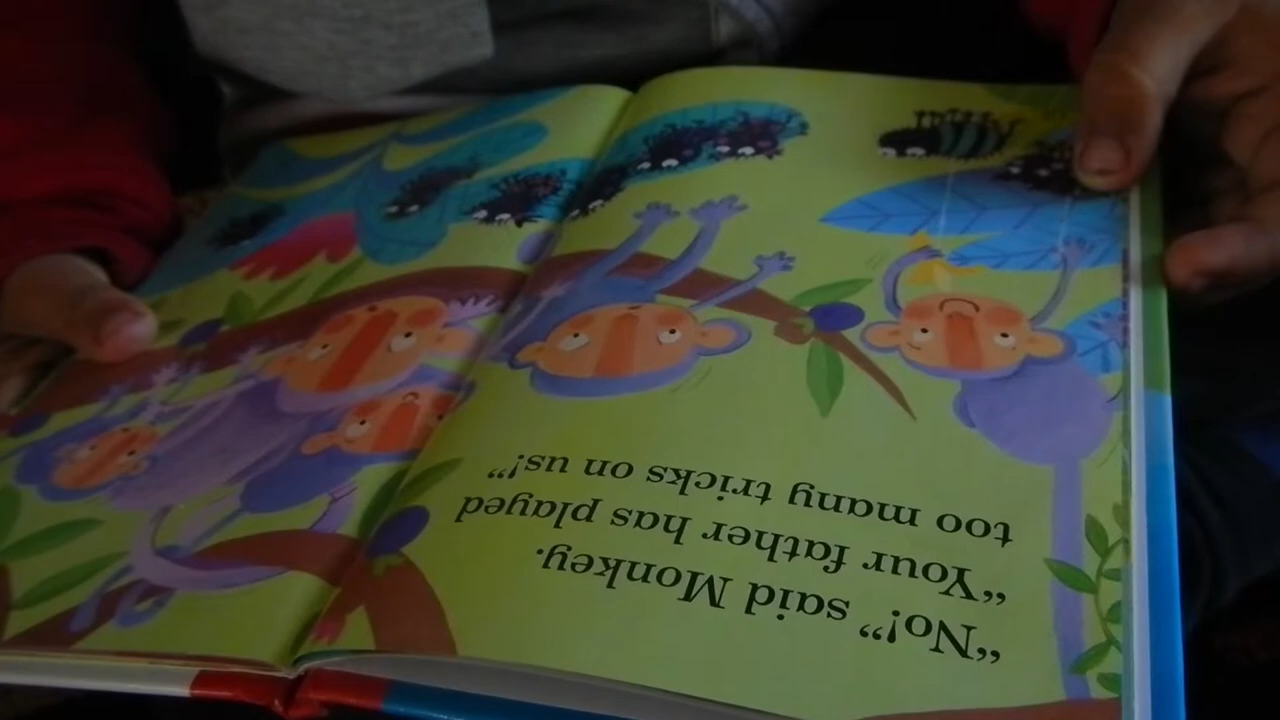 “No!” said Monkey.
“Your father has played
too many tricks on us!”